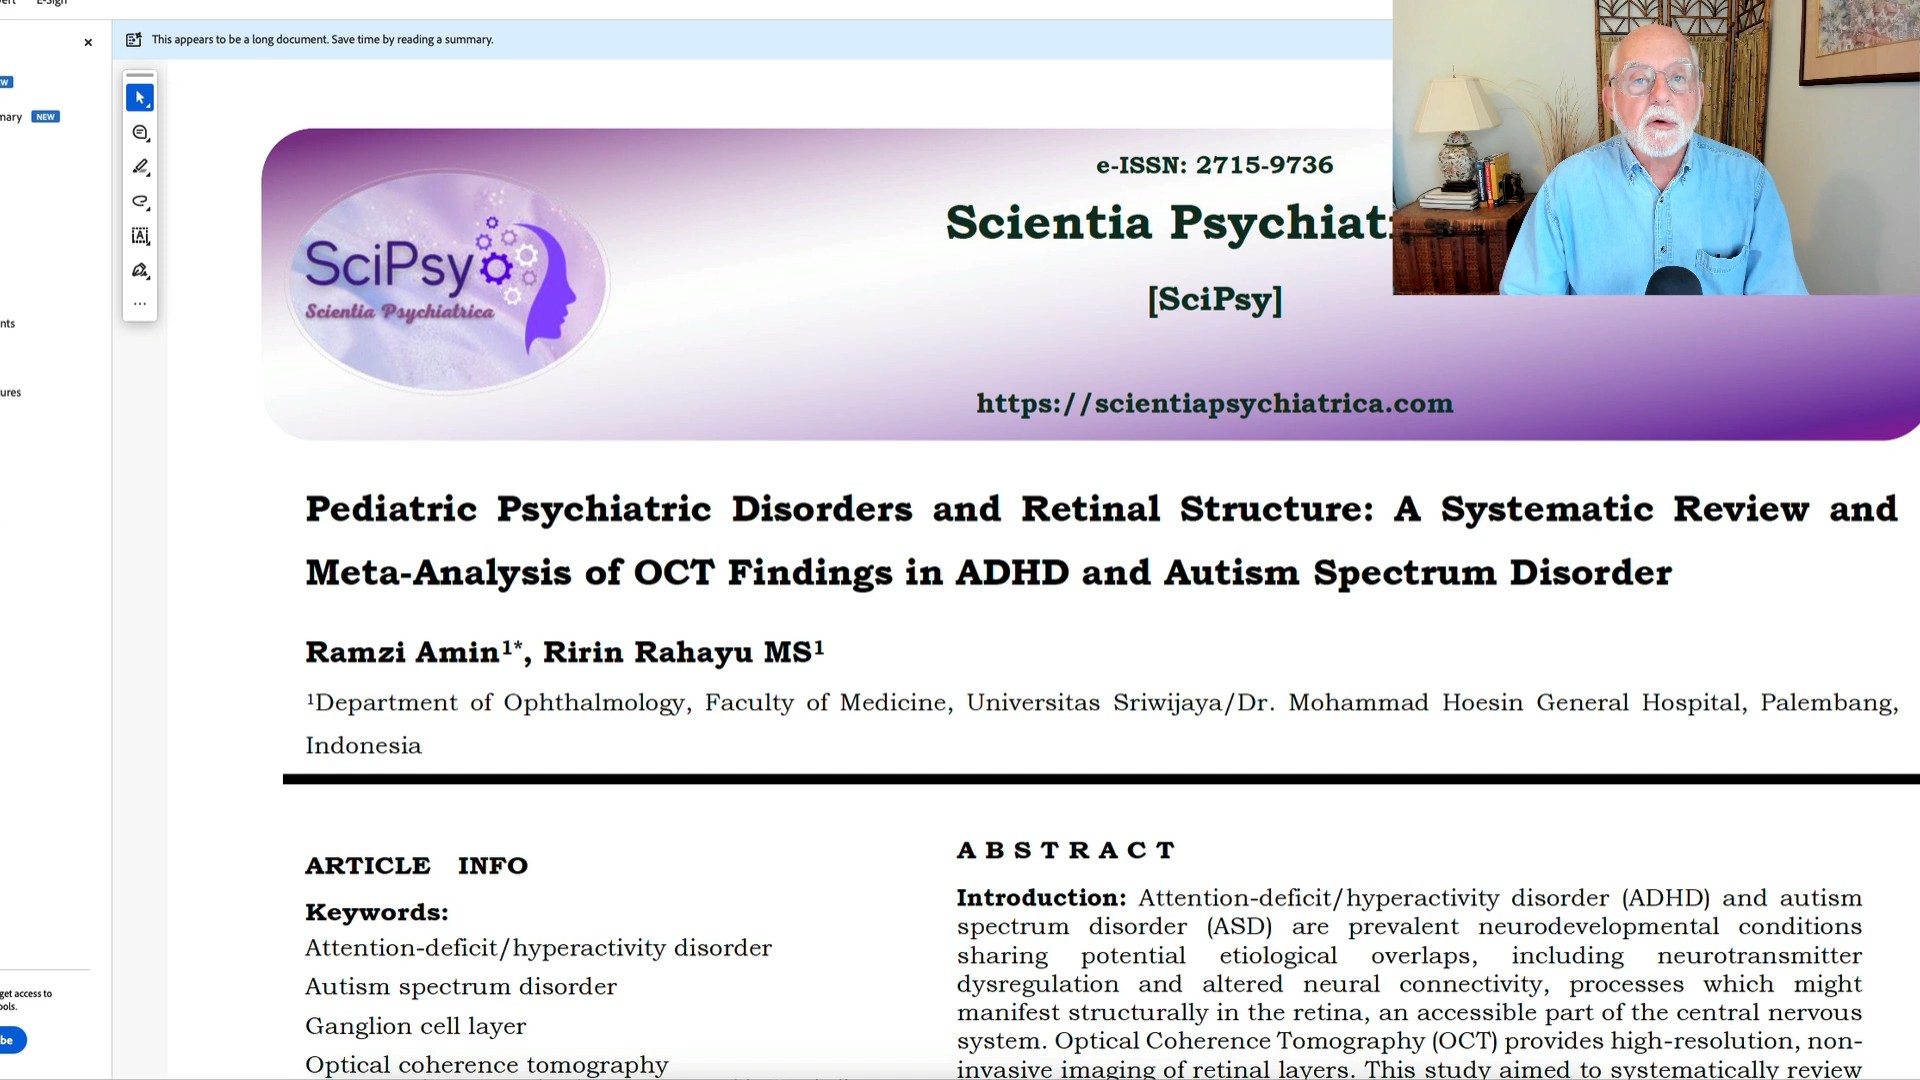 E-Sign
This appears to be a long document. Save time by reading a summary.
NEW
e-ISSN: 2715-9736
Scientia Psychiat
[SciPsy]
SciPsy
Scientia Psychiatrica
https://scientiapsychiatrica.com
nts
ures
Pediatric Psychiatric Disorders and Retinal Structure: A Systematic Review and
Meta-Analysis of OCT Findings in ADHD and Autism Spectrum Disorder
Ramzi Amin1*, Ririn Rahayu MS1
1Department of Ophthalmology, Faculty of Medicine, Universitas Sriwijaya/Dr. Mohammad Hoesin General Hospital, Palembang,
Indonesia
ARTICLE INFO
Keywords:
Attention-deficit/hyperactivity disorder
Autism spectrum disorder
Ganglion cell layer
Optical coherence tomography
ABSTRACT
Introduction: Attention-deficit/hyperactivity disorder (ADHD) and autism
spectrum disorder (ASD) are prevalent neurodevelopmental conditions
sharing potential etiological overlaps, including neurotransmitter
dysregulation and altered neural connectivity, processes which might
manifest structurally in the retina, an accessible part of the central nervous
system. Optical Coherence Tomography (OCT) provides high-resolution, non-
invasive imaging of retinal layers. This study aimed to systematically review
get access to
ools.
be